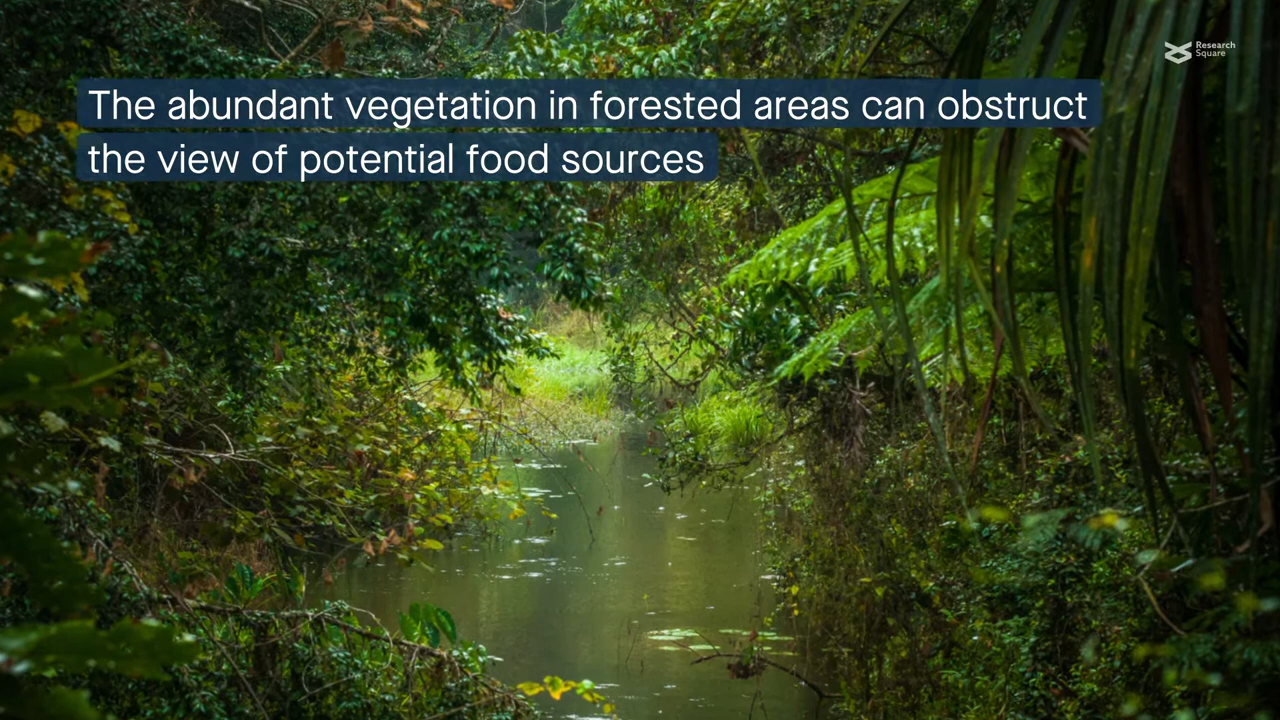 Research
Square
The abundant vegetation in forested areas can obstruct
the view of potential food sources